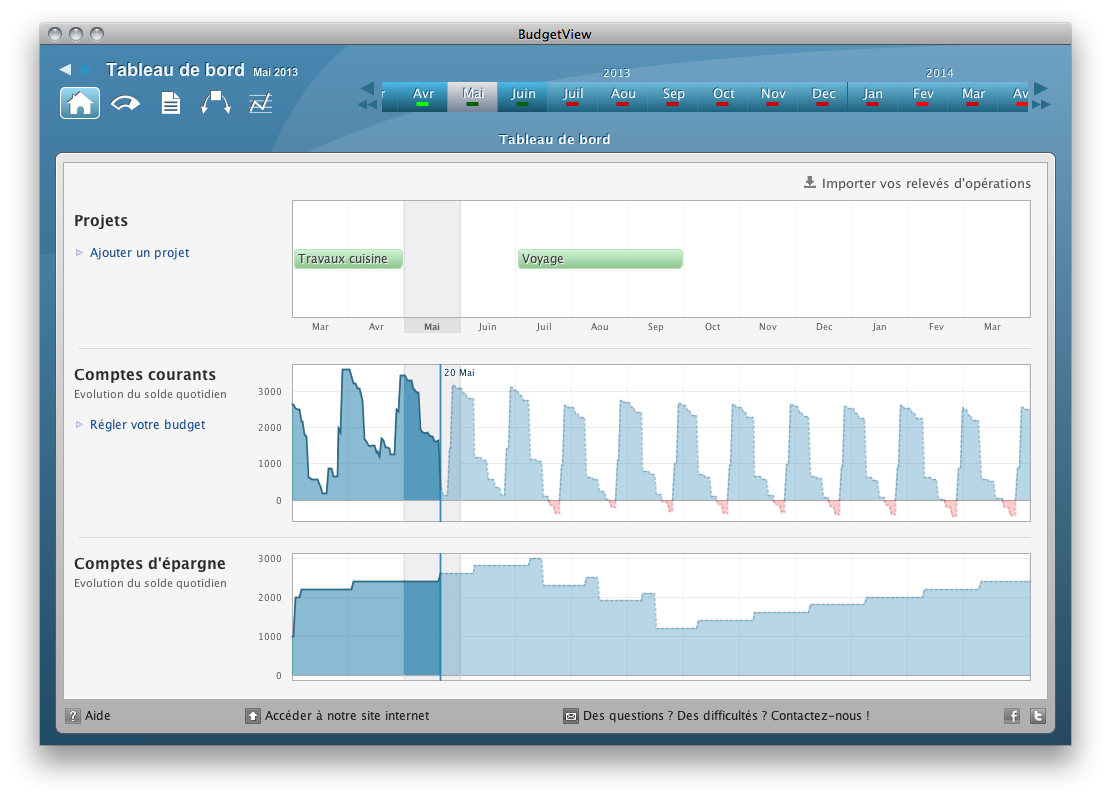 BudgetView
Tableau de bord Mai 2013
2013 2014
r Avr Mai Juin Juil Aou Sep Oct Nov Dec Jan Fev Mar Av
Tableau de bord
Importer vos relevés d'opérations
Projets
Ajouter un projet
Travaux cuisine
Voyage
Mar Avr Mai Juin Juil Aou Sep Oct Nov Dec Jan Fev Mar
Comptes courants
Evolution du solde quotidien
Régler votre budget
20 Mai
3000
2000
1000
0
Comptes d'épargne
Evolution du solde quotidien
3000
2000
1000
0
? Aide
Accéder à notre site internet
Des questions ? Des difficultés ? Contactez-nous !
f t